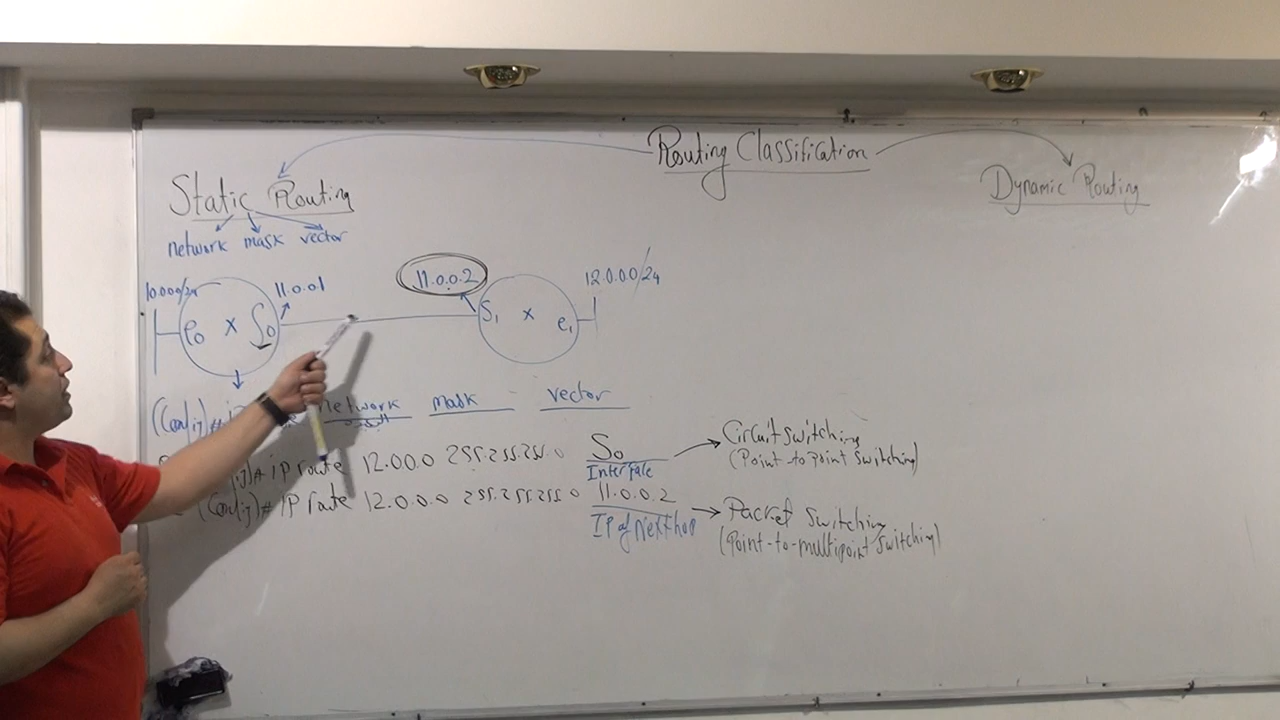 Routing Classification
Static Routing
Dynamic Routing
network mask vector
10.0.0.0/24
11.0.0.1
11.0.0.2
12.0.0.0/24
e0 x S0
S1 x e1
(Config)# network mask vector
ip route 12.0.0.0 255.255.255.0 S0
Interface
Circuit Switching
(Point-to-Point Switching)
(Config)# ip route 12.0.0.0 255.255.255.0 11.0.0.2
IP of Next hop
Packet Switching
(Point-to-multipoint Switching)